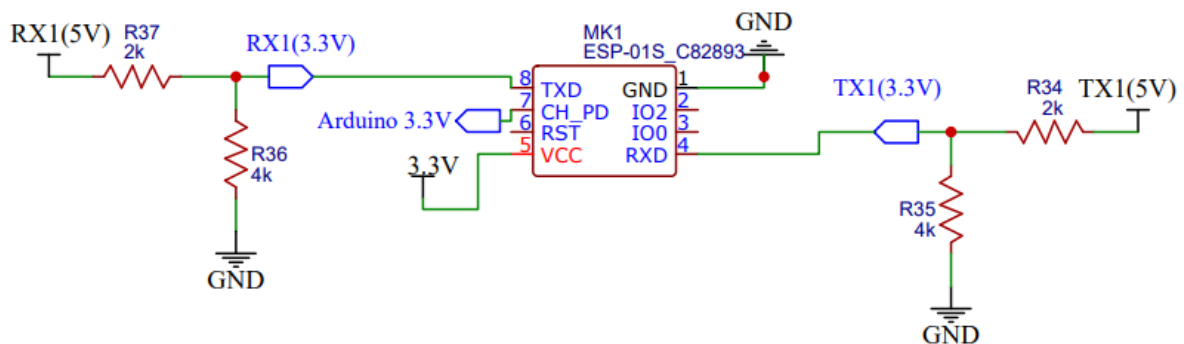 RX1(5V)
R37
2k
RX1(3.3V)
R36
4k
GND
Arduino 3.3V
3.3V
MK1
ESP-01S_C82893
8
TXD
7
CH_PD
6
RST
5
VCC
GND
1
IO2
2
IO0
3
RXD
4
GND
TX1(3.3V)
R34
2k
TX1(5V)
R35
4k
GND